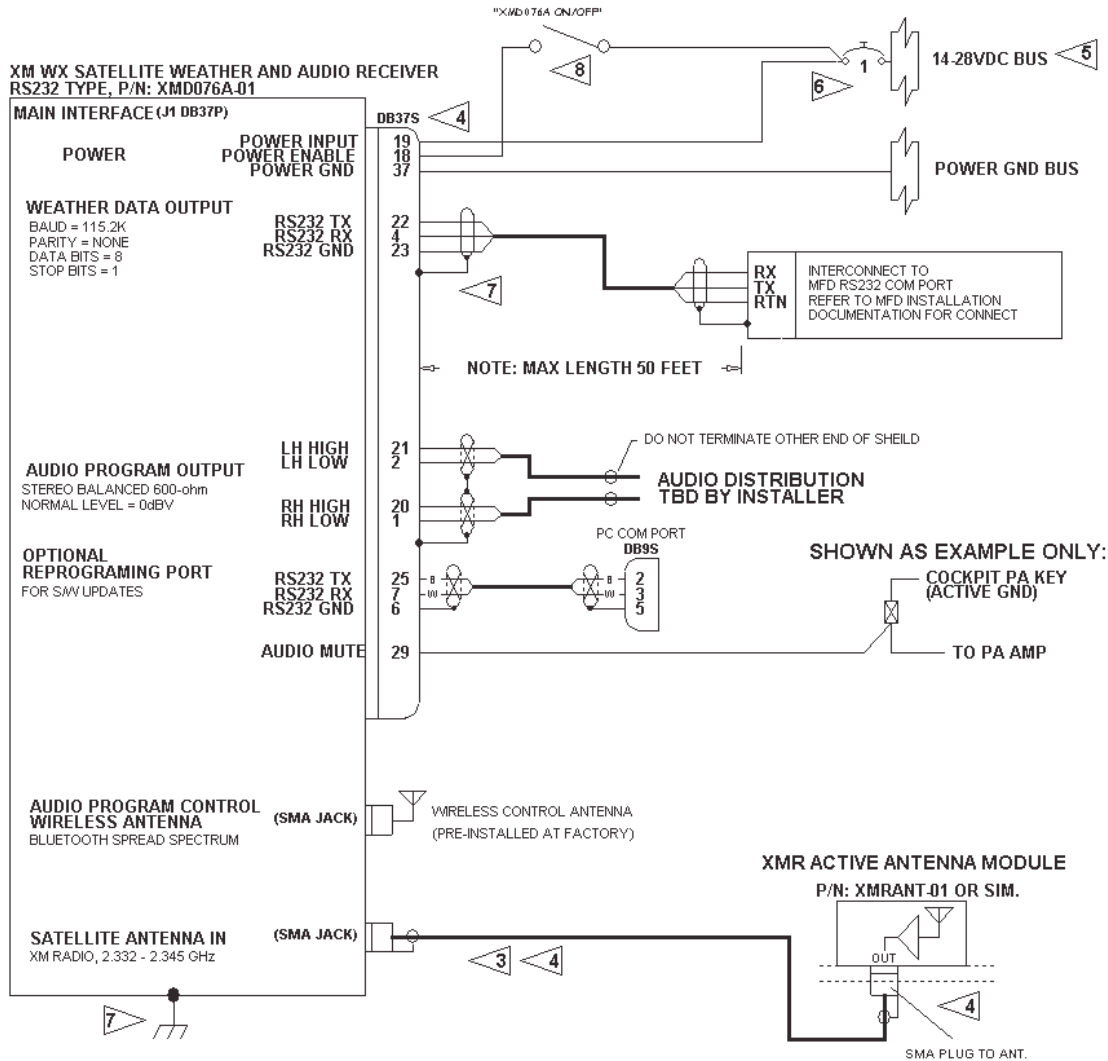 "XMD076A ON/OFF"
8
6
1
14-28VDC BUS
5
XM WX SATELLITE WEATHER AND AUDIO RECEIVER
RS232 TYPE, P/N: XMD076A-01
MAIN INTERFACE (J1 DB37P)
DB37S
4
POWER
POWER INPUT 19
POWER ENABLE 18
POWER GND 37
POWER GND BUS
WEATHER DATA OUTPUT
BAUD = 115.2K
PARITY = NONE
DATA BITS = 8
STOP BITS = 1
RS232 TX 22
RS232 RX 4
RS232 GND 23
7
RX
TX
RTN
INTERCONNECT TO
MFD RS232 COM PORT
REFER TO MFD INSTALLATION
DOCUMENTATION FOR CONNECT
NOTE: MAX LENGTH 50 FEET
AUDIO PROGRAM OUTPUT
STEREO BALANCED 600-ohm
NORMAL LEVEL = 0dBV
LH HIGH 21
LH LOW 2
RH HIGH 20
RH LOW 1
DO NOT TERMINATE OTHER END OF SHEILD
AUDIO DISTRIBUTION
TBD BY INSTALLER
OPTIONAL
REPROGRAMING PORT
FOR S/W UPDATES
RS232 TX 25 B
RS232 RX 7 W
RS232 GND 6
PC COM PORT
DB9S
B 2
W 3
5
AUDIO MUTE 29
SHOWN AS EXAMPLE ONLY:
COCKPIT PA KEY
(ACTIVE GND)
TO PA AMP
AUDIO PROGRAM CONTROL
WIRELESS ANTENNA
BLUETOOTH SPREAD SPECTRUM
(SMA JACK)
WIRELESS CONTROL ANTENNA
(PRE-INSTALLED AT FACTORY)
SATELLITE ANTENNA IN
XM RADIO, 2.332 - 2.345 GHz
(SMA JACK)
3
4
7
XMR ACTIVE ANTENNA MODULE
P/N: XMRANT-01 OR SIM.
OUT
4
SMA PLUG TO ANT.